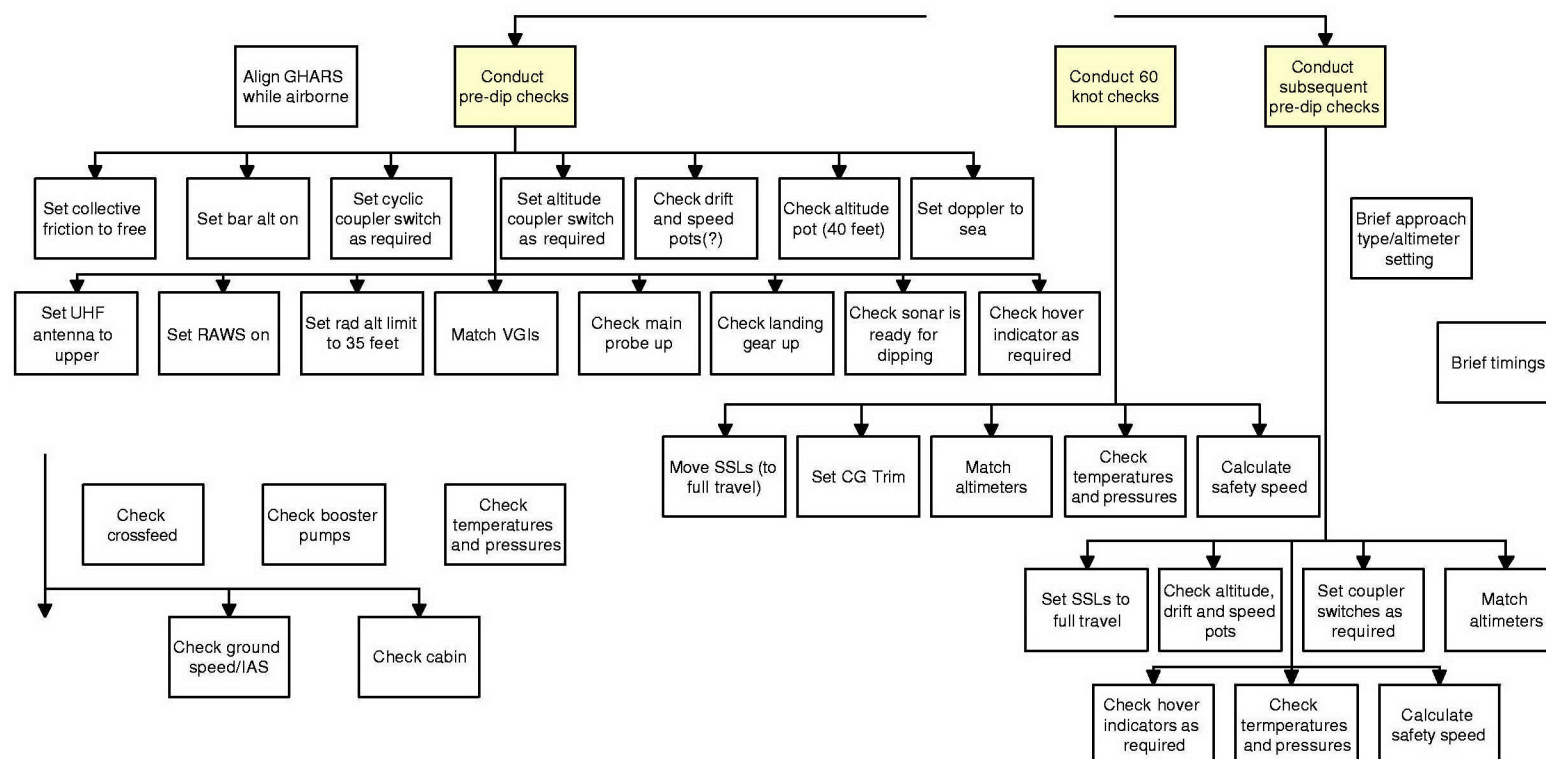 Align GHARS
while airborne
Conduct
pre-dip checks
Conduct 60
knot checks
Conduct
subsequent
pre-dip checks
Set collective
friction to free
Set bar alt on
Set cyclic
coupler switch
as required
Set altitude
coupler switch
as required
Check drift
and speed
pots(?)
Check altitude
pot (40 feet)
Set doppler to
sea
Brief approach
type/altimeter
setting
Set UHF
antenna to
upper
Set RAWS on
Set rad alt limit
to 35 feet
Match VGIs
Check main
probe up
Check landing
gear up
Check sonar is
ready for
dipping
Check hover
indicator as
required
Brief timings
Move SSLs (to
full travel)
Set CG Trim
Match
altimeters
Check
temperatures
and pressures
Calculate
safety speed
Check
crossfeed
Check booster
pumps
Check
temperatures
and pressures
Set SSLs to
full travel
Check altitude,
drift and speed
pots
Set coupler
switches as
required
Match
altimeters
Check ground
speed/IAS
Check cabin
Check hover
indicators as
required
Check
termperatures
and pressures
Calculate
safety speed